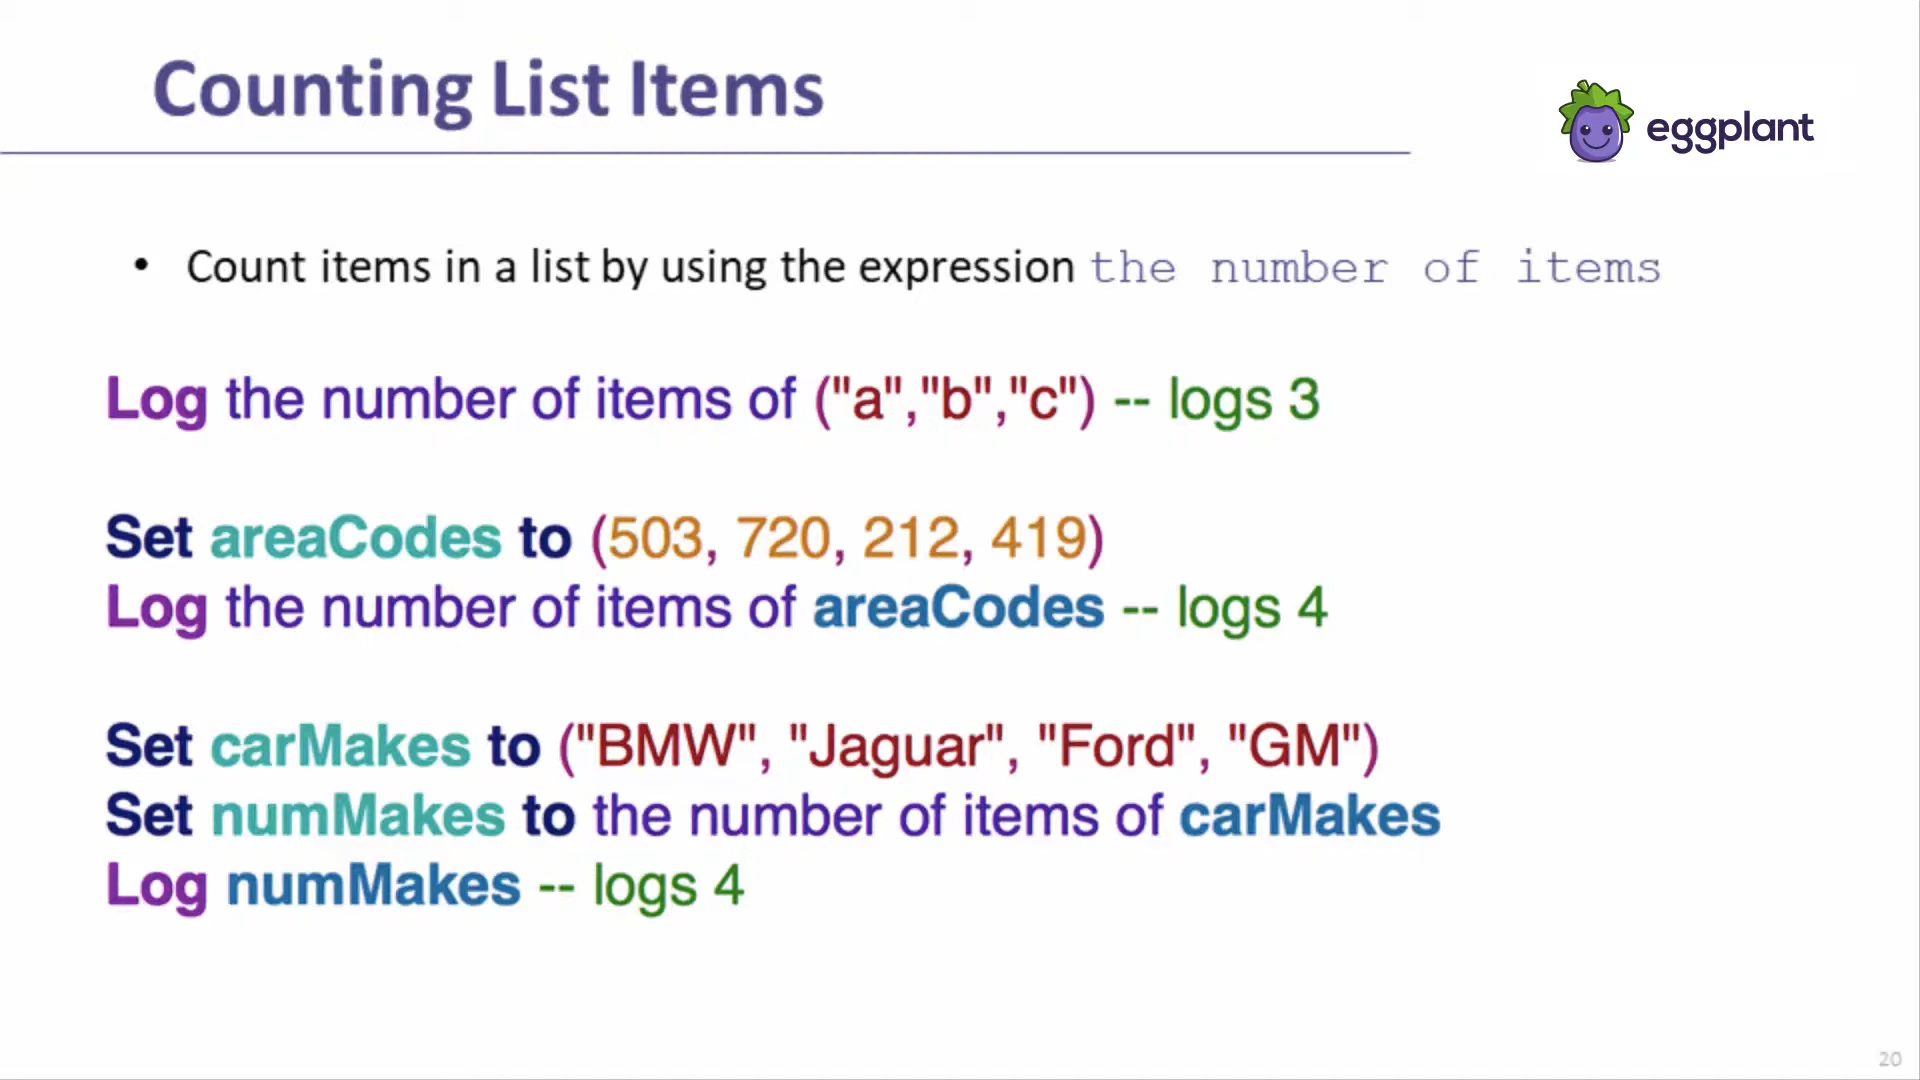 Counting List Items
eggplant
• Count items in a list by using the expression the number of items
Log the number of items of ("a","b","c") -- logs 3
Set areaCodes to (503, 720, 212, 419)
Log the number of items of areaCodes -- logs 4
Set carMakes to ("BMW", "Jaguar", "Ford", "GM")
Set numMakes to the number of items of carMakes
Log numMakes -- logs 4
20